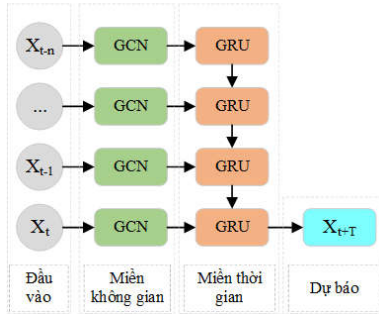 X_{t-n} GCN GRU
... GCN GRU
X_{t-1} GCN GRU
X_t GCN GRU X_{t+T}
Đầu vào
Miền không gian
Miền thời gian
Dự báo